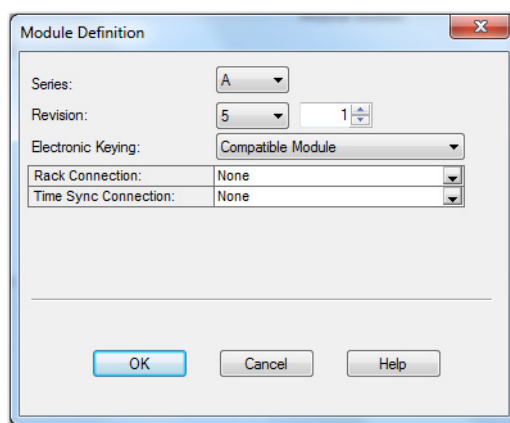 Module Definition
Series: A
Revision: 5 1
Electronic Keying: Compatible Module
Rack Connection: None
Time Sync Connection: None
OK Cancel Help